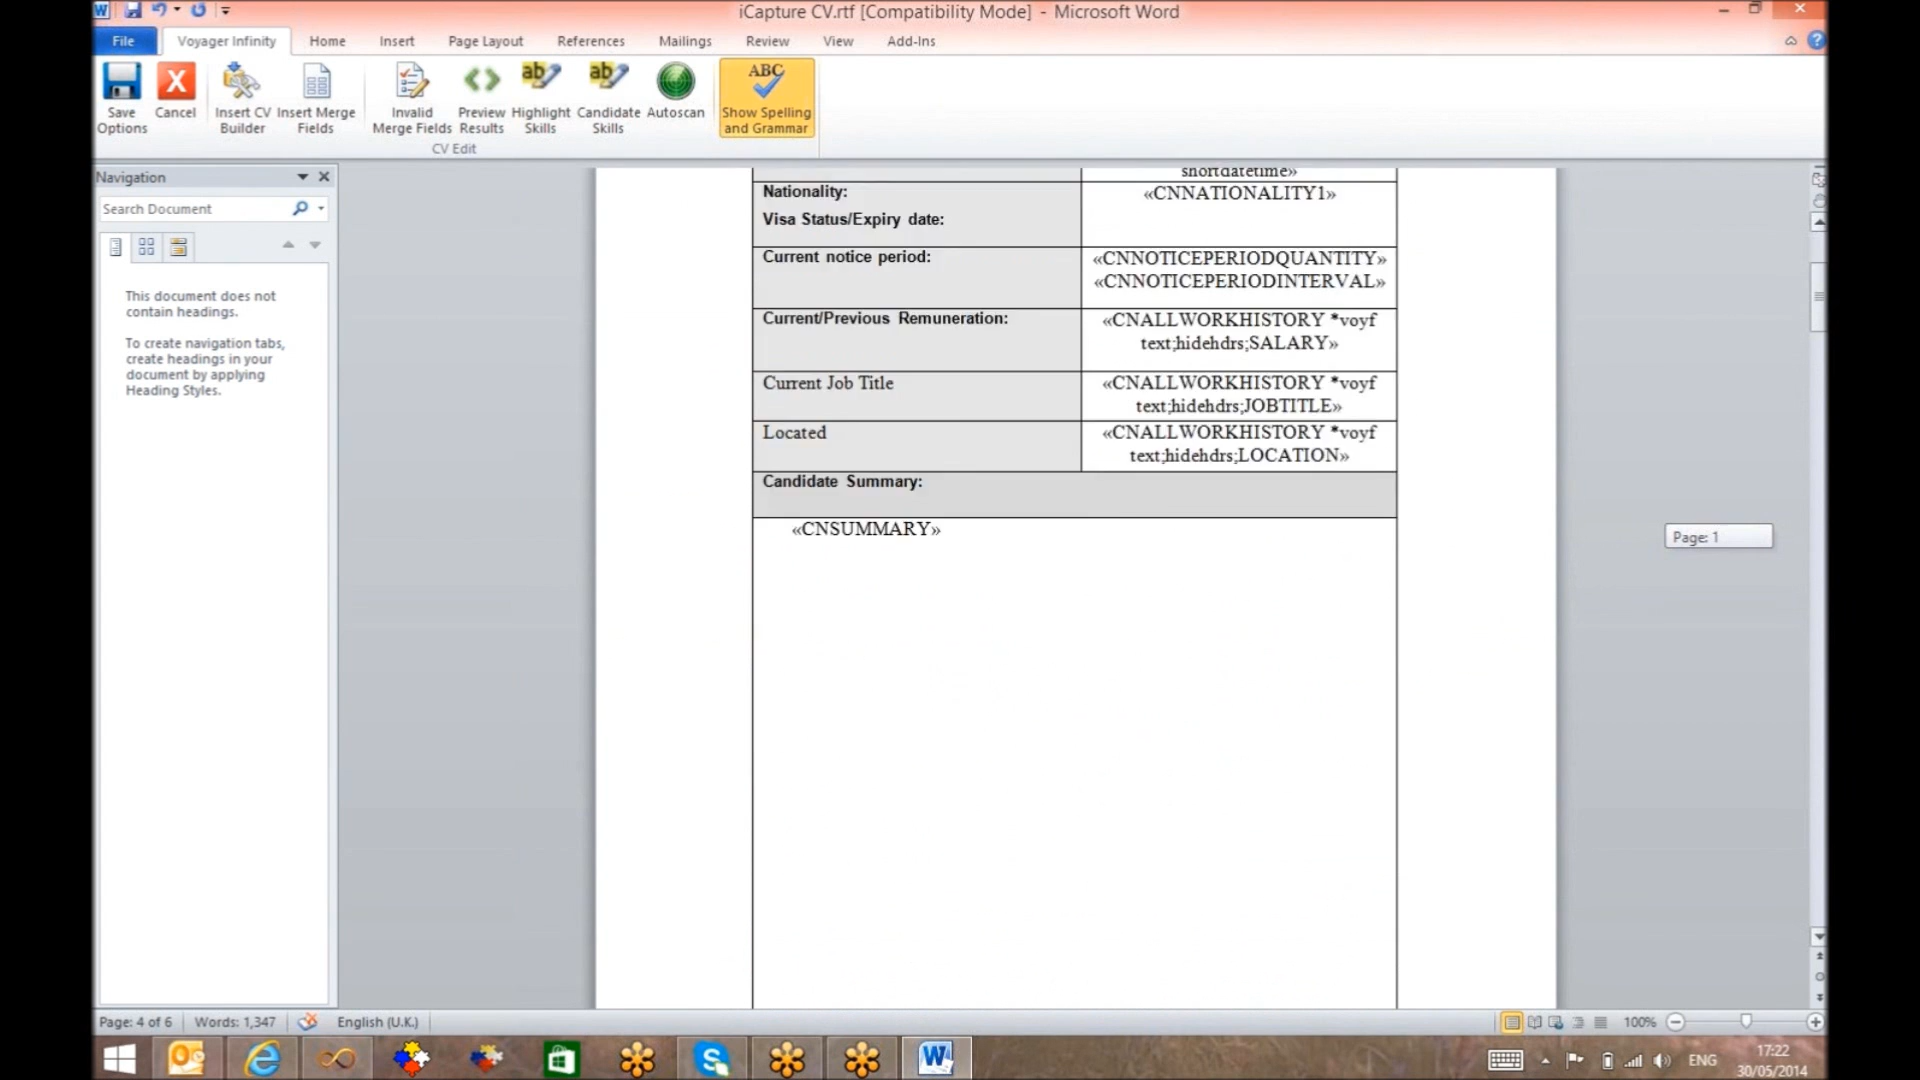 iCapture CV.rtf [Compatibility Mode] - Microsoft Word
File Voyager Infinity Home Insert Page Layout References Mailings Review View Add-Ins
Save Options
Cancel
Insert CV Builder
Insert Merge Fields
Invalid Merge Fields
Preview Results
Highlight Skills
Candidate Skills
Autoscan
ABC
Show Spelling and Grammar
CV Edit
Navigation
Search Document
This document does not
contain headings.
To create navigation tabs,
create headings in your
document by applying
Heading Styles.
shortdatetime»
Nationality: «CNNATIONALITY1»
Visa Status/Expiry date:
Current notice period: «CNNOTICEPERIODQUANTITY»
«CNNOTICEPERIODINTERVAL»
Current/Previous Remuneration: «CNALLWORKHISTORY *voyf
text;hidehdrs;SALARY»
Current Job Title «CNALLWORKHISTORY *voyf
text;hidehdrs;JOBTITLE»
Located «CNALLWORKHISTORY *voyf
text;hidehdrs;LOCATION»
Candidate Summary:
«CNSUMMARY»
Page: 1
Page: 4 of 6 Words: 1,347 English (U.K.) 100%
ENG 17:22
30/05/2014